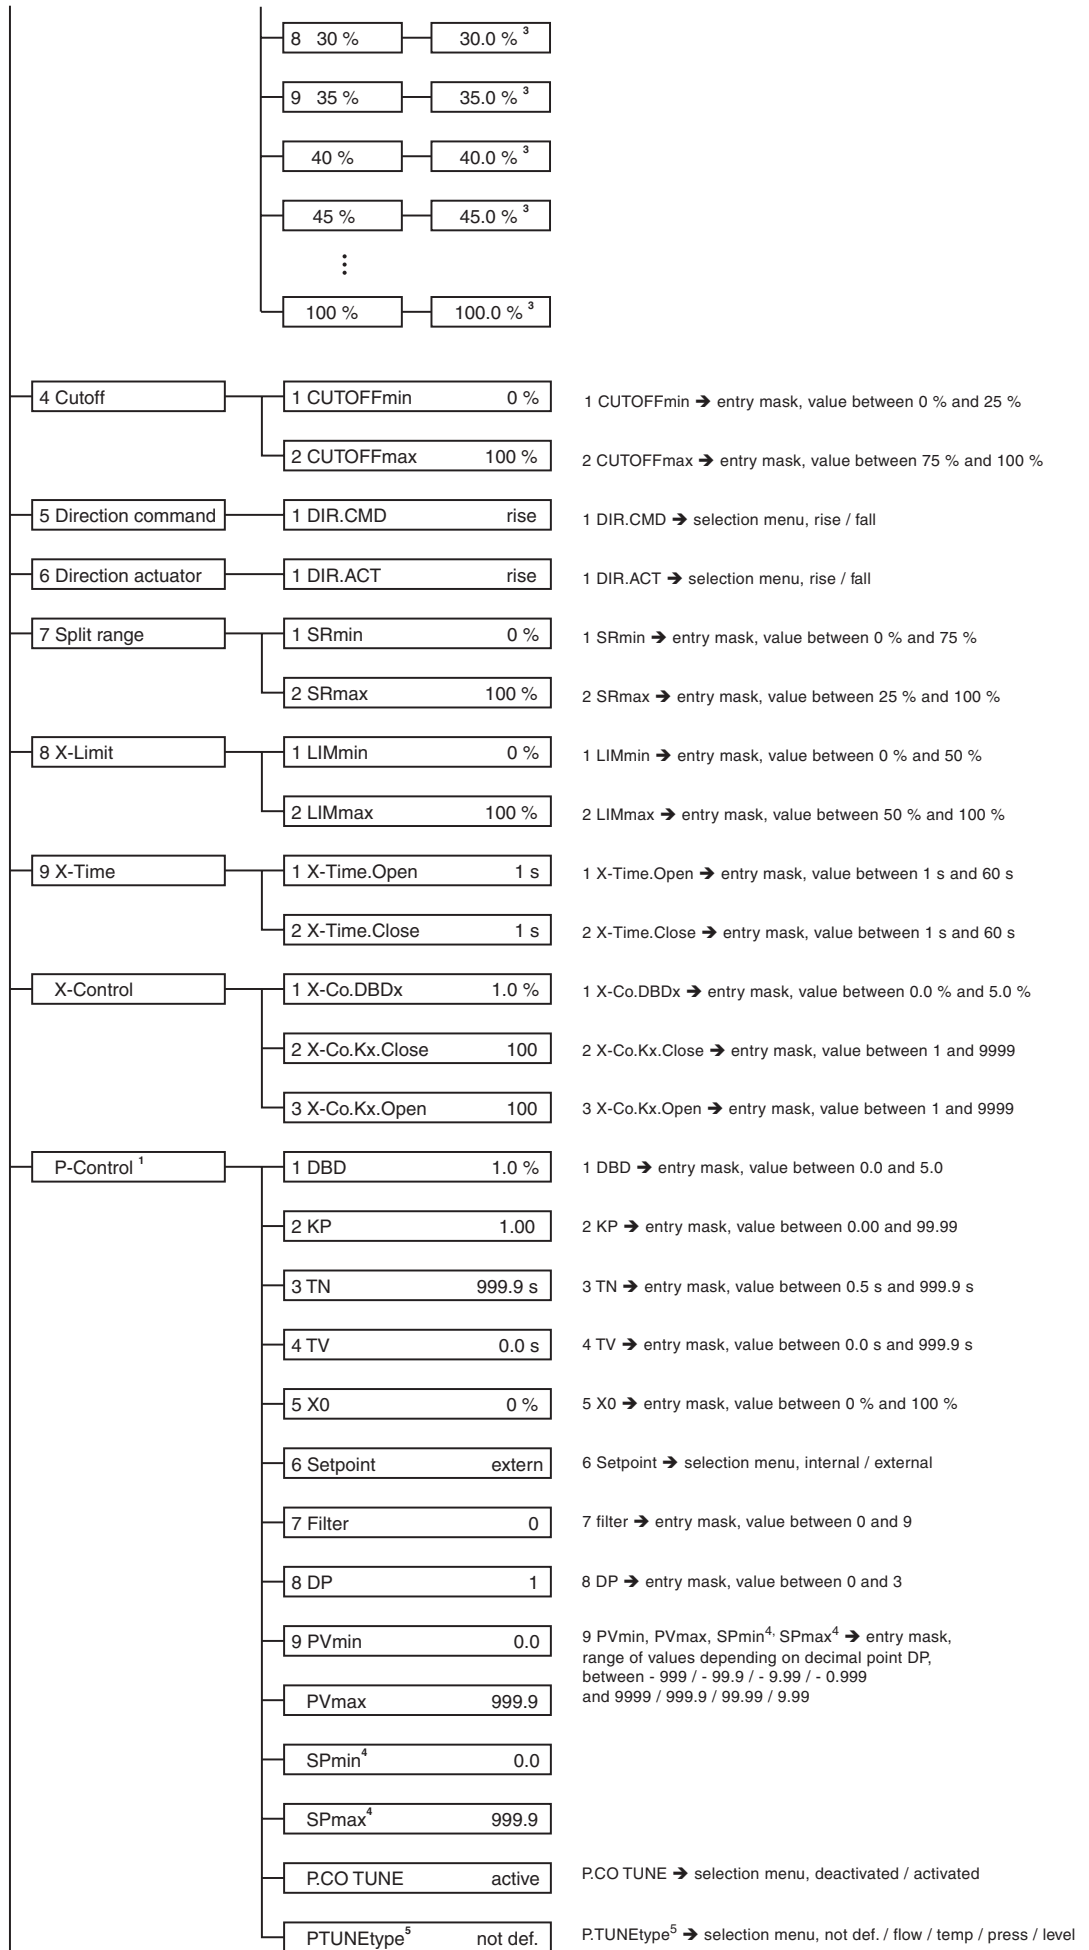 8 30 % 30.0 % 3
9 35 % 35.0 % 3
40 % 40.0 % 3
45 % 45.0 % 3
⋮
100 % 100.0 % 3
4 Cutoff 1 CUTOFFmin 0 % 1 CUTOFFmin ➔ entry mask, value between 0 % and 25 %
2 CUTOFFmax 100 % 2 CUTOFFmax ➔ entry mask, value between 75 % and 100 %
5 Direction command 1 DIR.CMD rise 1 DIR.CMD ➔ selection menu, rise / fall
6 Direction actuator 1 DIR.ACT rise 1 DIR.ACT ➔ selection menu, rise / fall
7 Split range 1 SRmin 0 % 1 SRmin ➔ entry mask, value between 0 % and 75 %
2 SRmax 100 % 2 SRmax ➔ entry mask, value between 25 % and 100 %
8 X-Limit 1 LIMmin 0 % 1 LIMmin ➔ entry mask, value between 0 % and 50 %
2 LIMmax 100 % 2 LIMmax ➔ entry mask, value between 50 % and 100 %
9 X-Time 1 X-Time.Open 1 s 1 X-Time.Open ➔ entry mask, value between 1 s and 60 s
2 X-Time.Close 1 s 2 X-Time.Close ➔ entry mask, value between 1 s and 60 s
X-Control 1 X-Co.DBDx 1.0 % 1 X-Co.DBDx ➔ entry mask, value between 0.0 % and 5.0 %
2 X-Co.Kx.Close 100 2 X-Co.Kx.Close ➔ entry mask, value between 1 and 9999
3 X-Co.Kx.Open 100 3 X-Co.Kx.Open ➔ entry mask, value between 1 and 9999
P-Control 1 1 DBD 1.0 % 1 DBD ➔ entry mask, value between 0.0 and 5.0
2 KP 1.00 2 KP ➔ entry mask, value between 0.00 and 99.99
3 TN 999.9 s 3 TN ➔ entry mask, value between 0.5 s and 999.9 s
4 TV 0.0 s 4 TV ➔ entry mask, value between 0.0 s and 999.9 s
5 X0 0 % 5 X0 ➔ entry mask, value between 0 % and 100 %
6 Setpoint extern 6 Setpoint ➔ selection menu, internal / external
7 Filter 0 7 filter ➔ entry mask, value between 0 and 9
8 DP 1 8 DP ➔ entry mask, value between 0 and 3
9 PVmin 0.0 9 PVmin, PVmax, SPmin4, SPmax4 ➔ entry mask,
range of values depending on decimal point DP,
between - 999 / - 99.9 / - 9.99 / - 0.999
and 9999 / 999.9 / 99.99 / 9.99
PVmax 999.9
SPmin4 0.0
SPmax4 999.9
P.CO TUNE active P.CO TUNE ➔ selection menu, deactivated / activated
PTUNEtype5 not def. P.TUNEtype5 ➔ selection menu, not def. / flow / temp / press / level